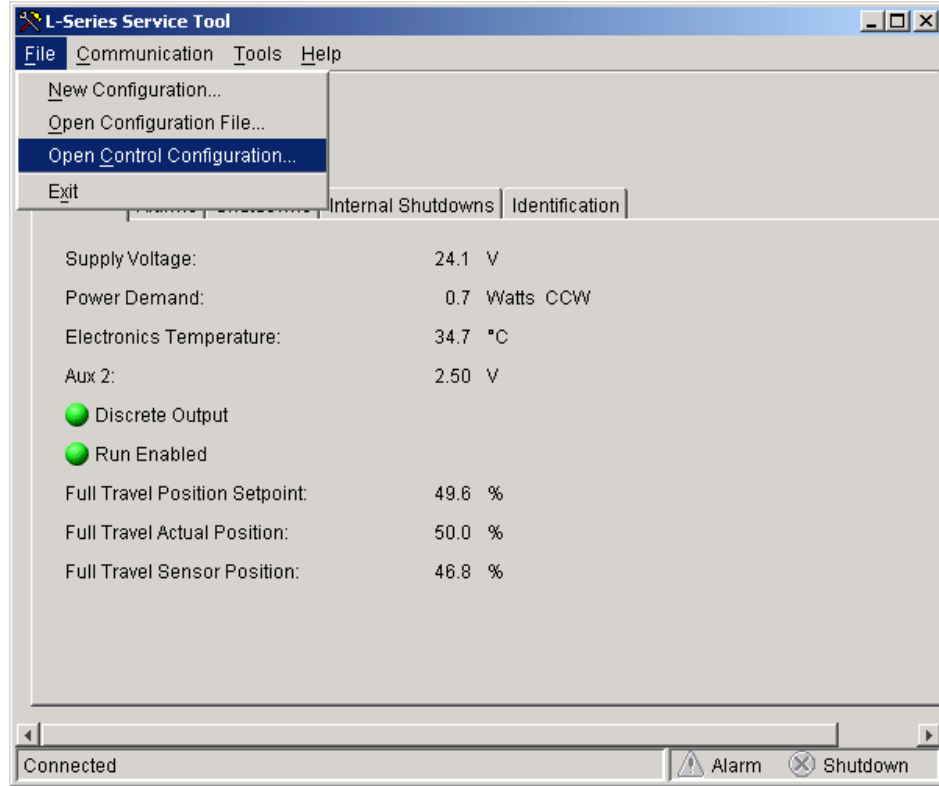 L-Series Service Tool
File Communication Tools Help
New Configuration...
Open Configuration File...
Open Control Configuration...
Exit
Internal Shutdowns Identification
Supply Voltage: 24.1 V
Power Demand: 0.7 Watts CCW
Electronics Temperature: 34.7 °C
Aux 2: 2.50 V
Discrete Output
Run Enabled
Full Travel Position Setpoint: 49.6 %
Full Travel Actual Position: 50.0 %
Full Travel Sensor Position: 46.8 %
Connected Alarm Shutdown